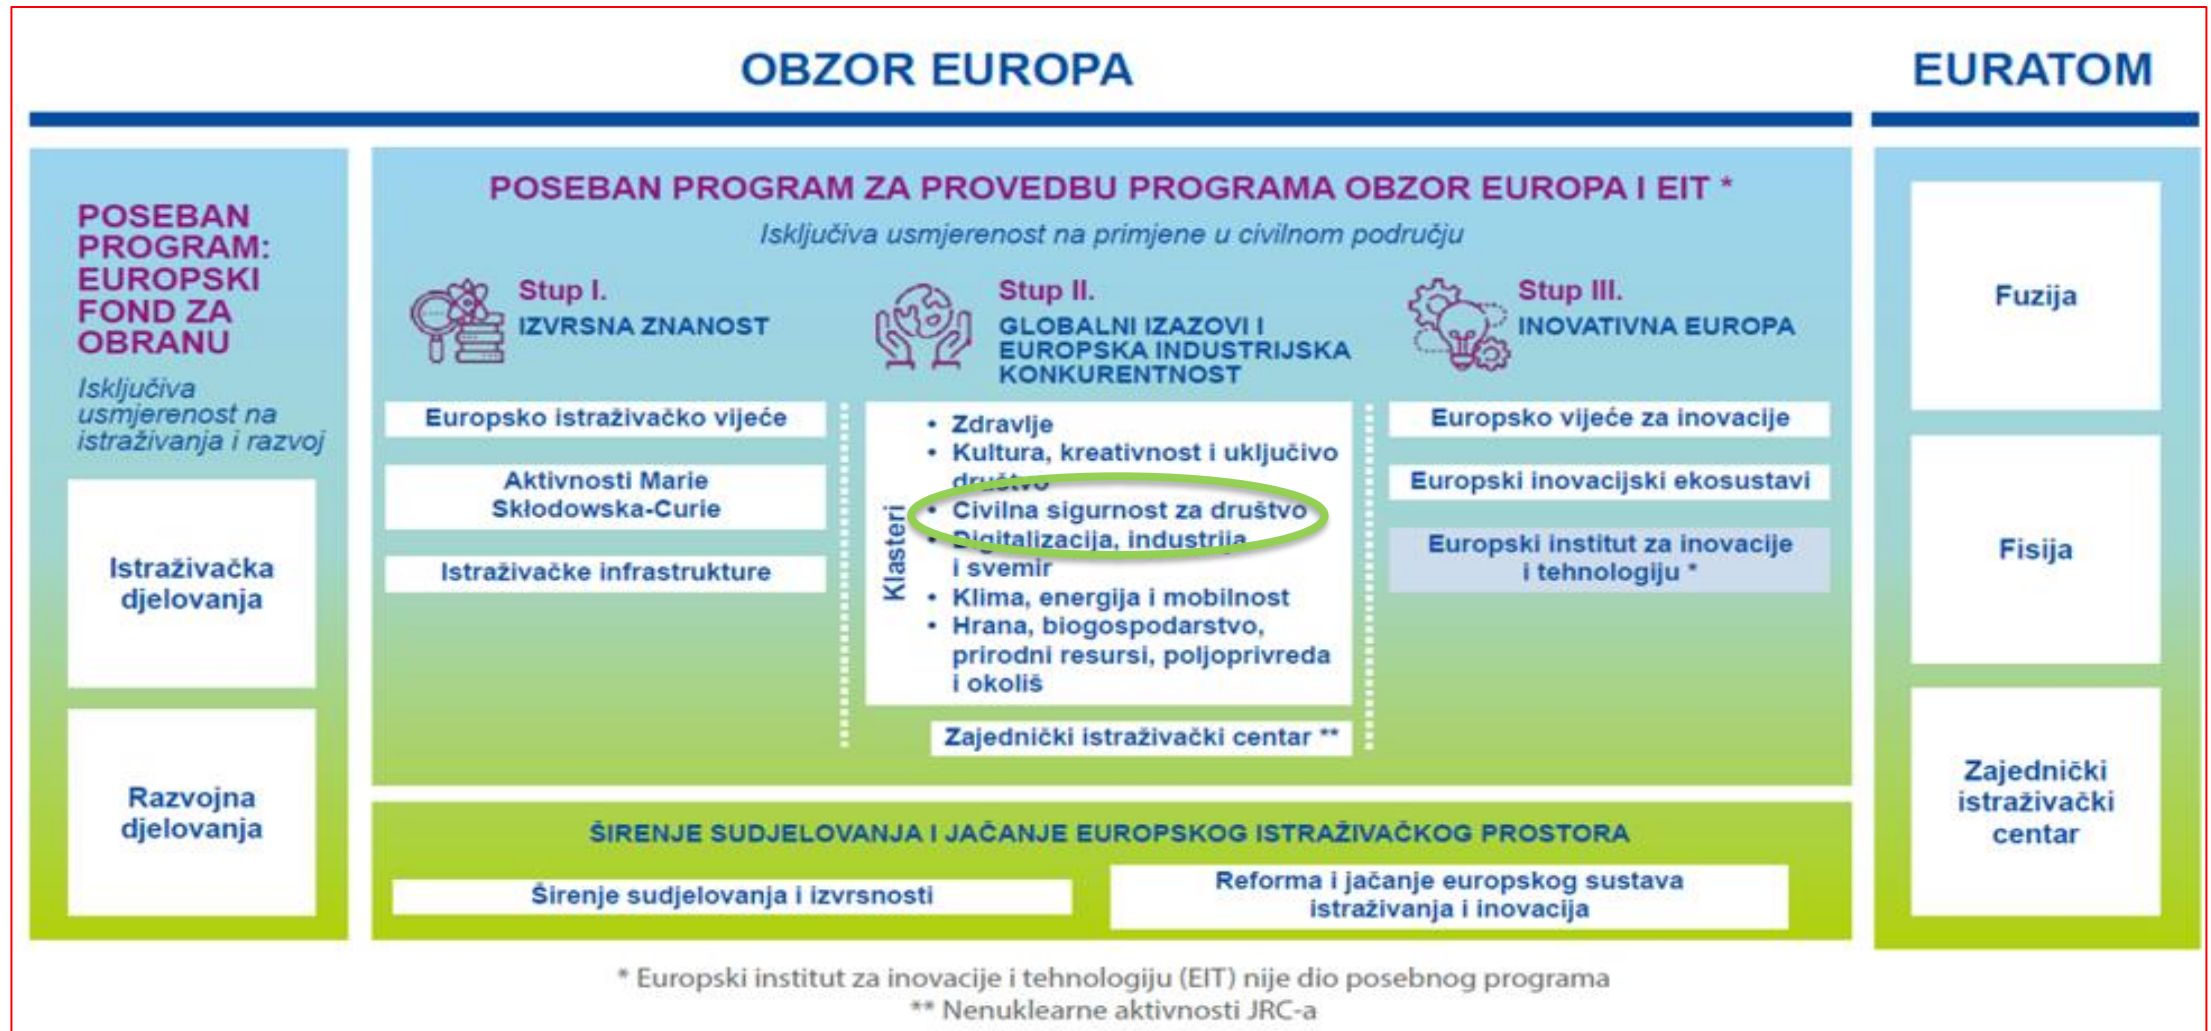 OBZOR EUROPA
EURATOM
POSEBAN
PROGRAM:
EUROPSKI
FOND ZA
OBRANU
Isključiva
usmjerenost na
istraživanja i razvoj
Istraživačka
djelovanja
Razvojna
djelovanja
POSEBAN PROGRAM ZA PROVEDBU PROGRAMA OBZOR EUROPA I EIT *
Isključiva usmjerenost na primjene u civilnom području
Stup I.
IZVRSNA ZNANOST
Europsko istraživačko vijeće
Aktivnosti Marie
Skłodowska-Curie
Istraživačke infrastrukture
Stup II.
GLOBALNI IZAZOVI I
EUROPSKA INDUSTRIJSKA
KONKURENTNOST
Klasteri
• Zdravlje
• Kultura, kreativnost i uključivo
društvo
• Civilna sigurnost za društvo
• Digitalizacija, industrija
i svemir
• Klima, energija i mobilnost
• Hrana, biogospodarstvo,
prirodni resursi, poljoprivreda
i okoliš
Zajednički istraživački centar **
Stup III.
INOVATIVNA EUROPA
Europsko vijeće za inovacije
Europski inovacijski ekosustavi
Europski institut za inovacije
i tehnologiju *
ŠIRENJE SUDJELOVANJA I JAČANJE EUROPSKOG ISTRAŽIVAČKOG PROSTORA
Širenje sudjelovanja i izvrsnosti
Reforma i jačanje europskog sustava
istraživanja i inovacija
Fuzija
Fisija
Zajednički
istraživački
centar
* Europski institut za inovacije i tehnologiju (EIT) nije dio posebnog programa
** Nenuklearne aktivnosti JRC-a